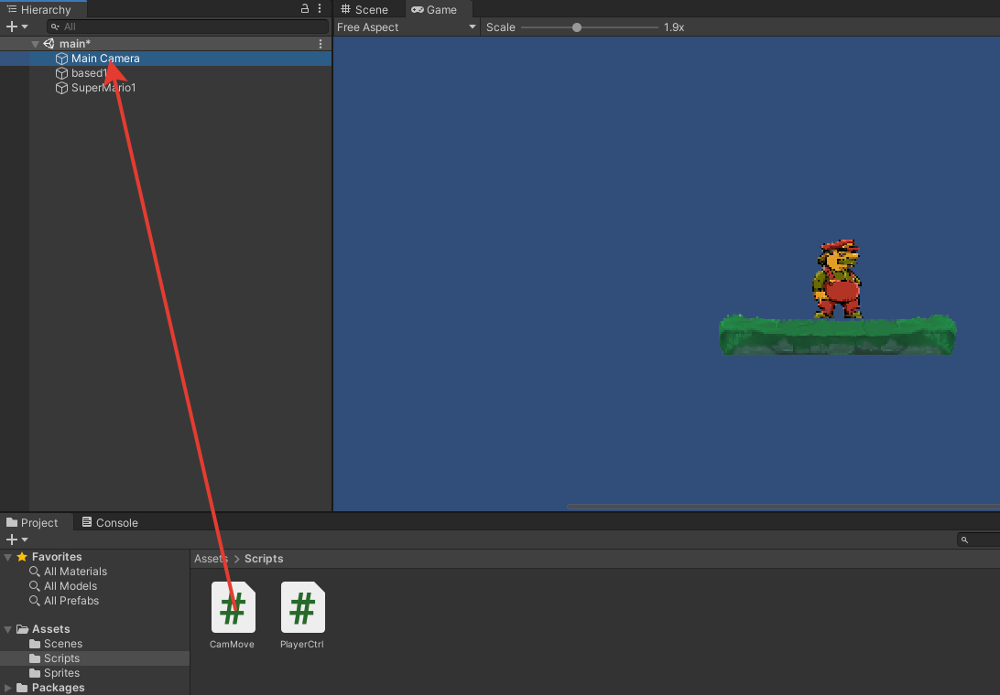 Hierarchy
Scene
Game
All
Free Aspect
Scale
1.9x
main*
Main Camera
based1
SuperMario1
Project
Console
Favorites
All Materials
All Models
All Prefabs
Assets
Scenes
Scripts
Sprites
Packages
Assets > Scripts
CamMove
PlayerCtrl